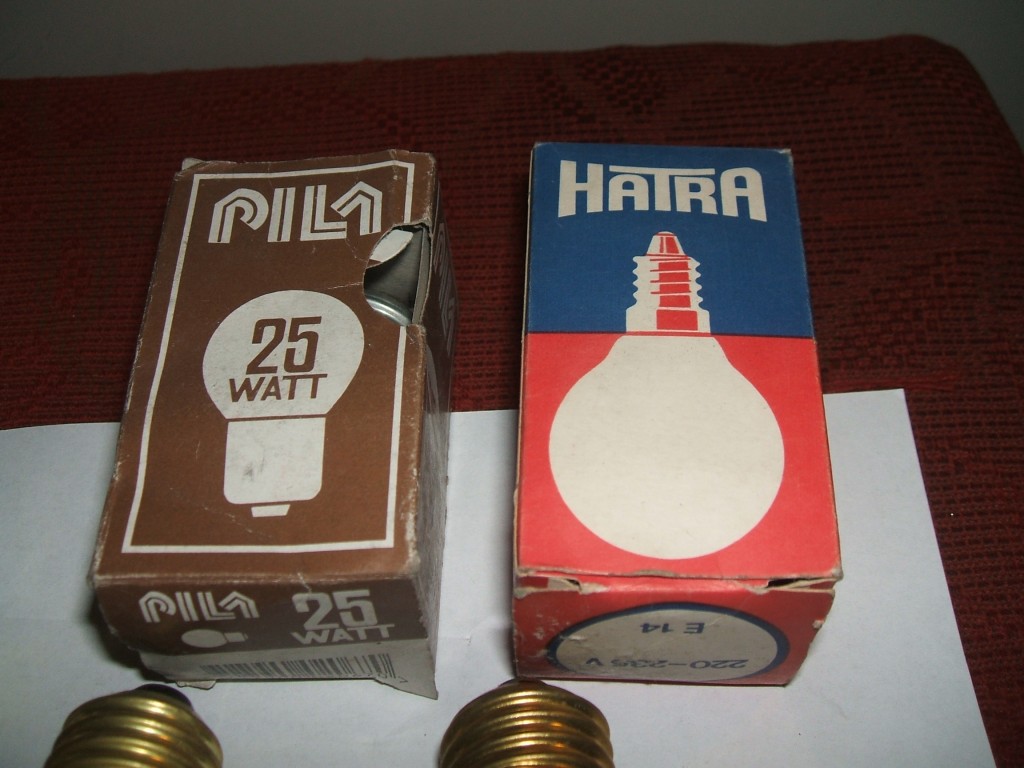 PILA
25
WATT
PILA 25
WATT
HATRA
E 14
220-235 V